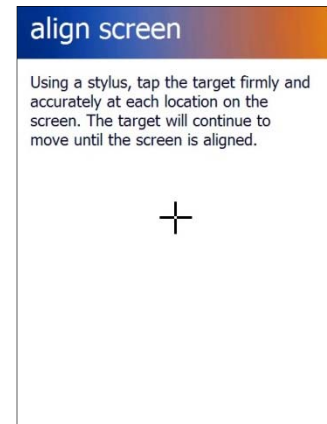 align screen
Using a stylus, tap the target firmly and
accurately at each location on the
screen. The target will continue to
move until the screen is aligned.